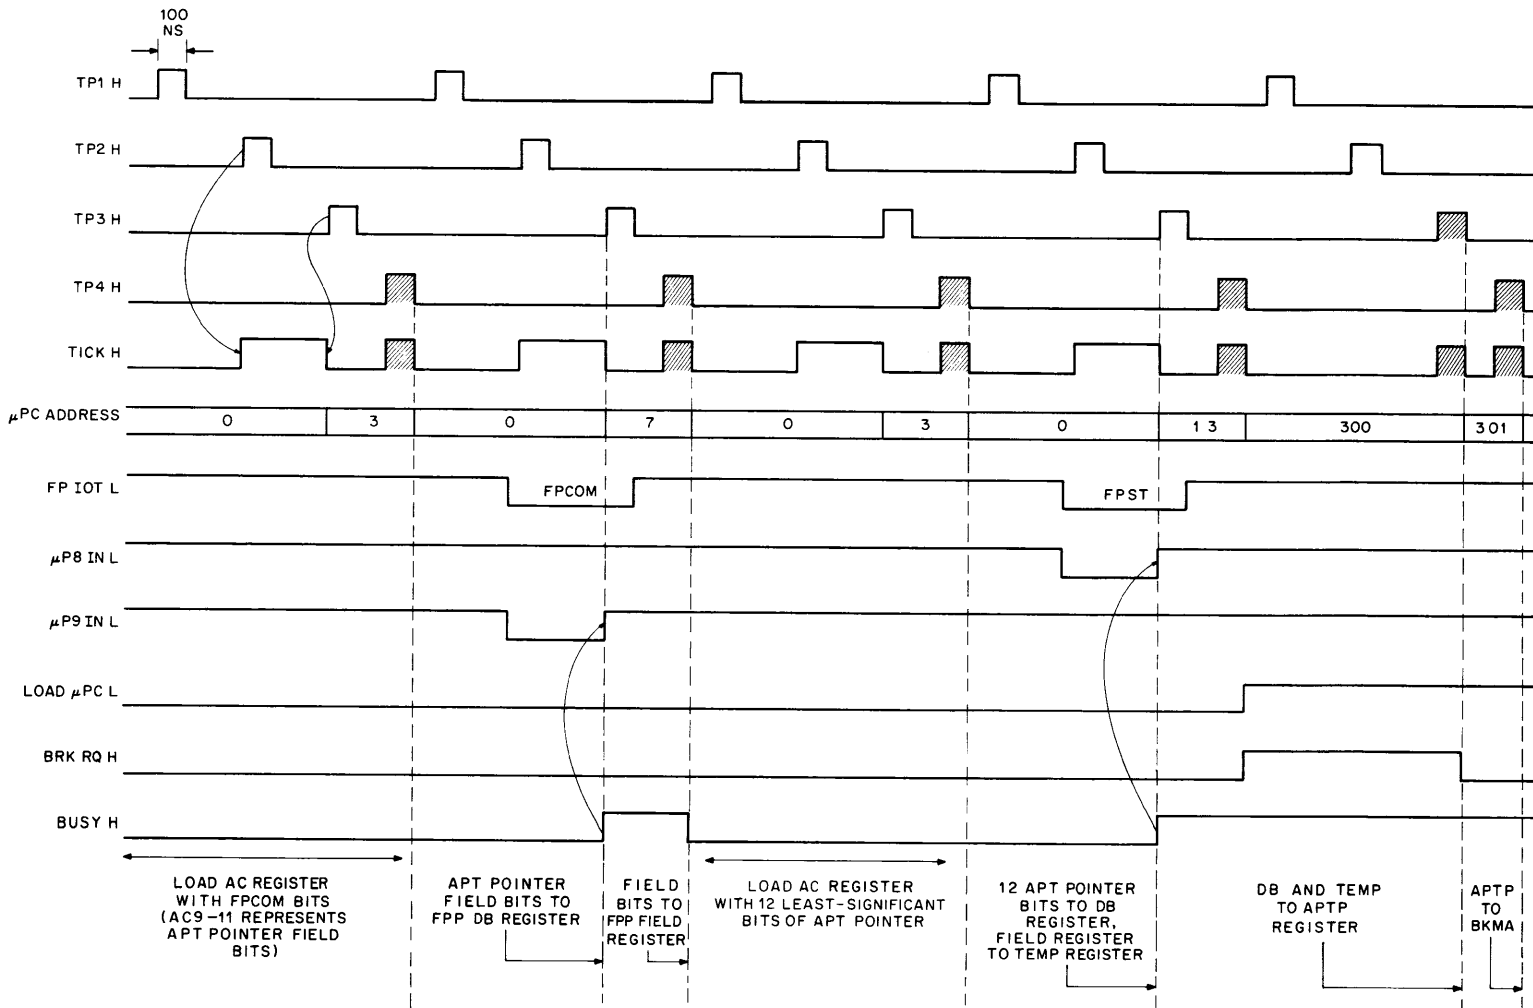 100
NS
TP1 H
TP2 H
TP3 H
TP4 H
TICK H
μPC ADDRESS
0 3 0 7 0 3 0 1 3 300 301
FP IOT L
FPCOM
FPST
μP8 IN L
μP9 IN L
LOAD μPC L
BRK RQ H
BUSY H
LOAD AC REGISTER
WITH FPCOM BITS
(AC9-11 REPRESENTS
APT POINTER FIELD
BITS)
APT POINTER
FIELD BITS TO
FPP DB REGISTER
FIELD
BITS TO
FPP FIELD
REGISTER
LOAD AC REGISTER
WITH 12 LEAST-SIGNIFICANT
BITS OF APT POINTER
12 APT POINTER
BITS TO DB
REGISTER,
FIELD REGISTER
TO TEMP REGISTER
DB AND TEMP
TO APTP
REGISTER
APTP
TO
BKMA